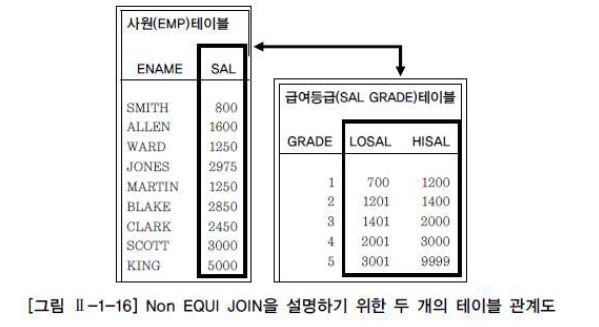 사원(EMP)테이블
ENAME SAL
SMITH 800
ALLEN 1600
WARD 1250
JONES 2975
MARTIN 1250
BLAKE 2850
CLARK 2450
SCOTT 3000
KING 5000
급여등급(SAL GRADE)테이블
GRADE LOSAL HISAL
1 700 1200
2 1201 1400
3 1401 2000
4 2001 3000
5 3001 9999
[그림 Ⅱ-1-16] Non EQUI JOIN을 설명하기 위한 두 개의 테이블 관계도